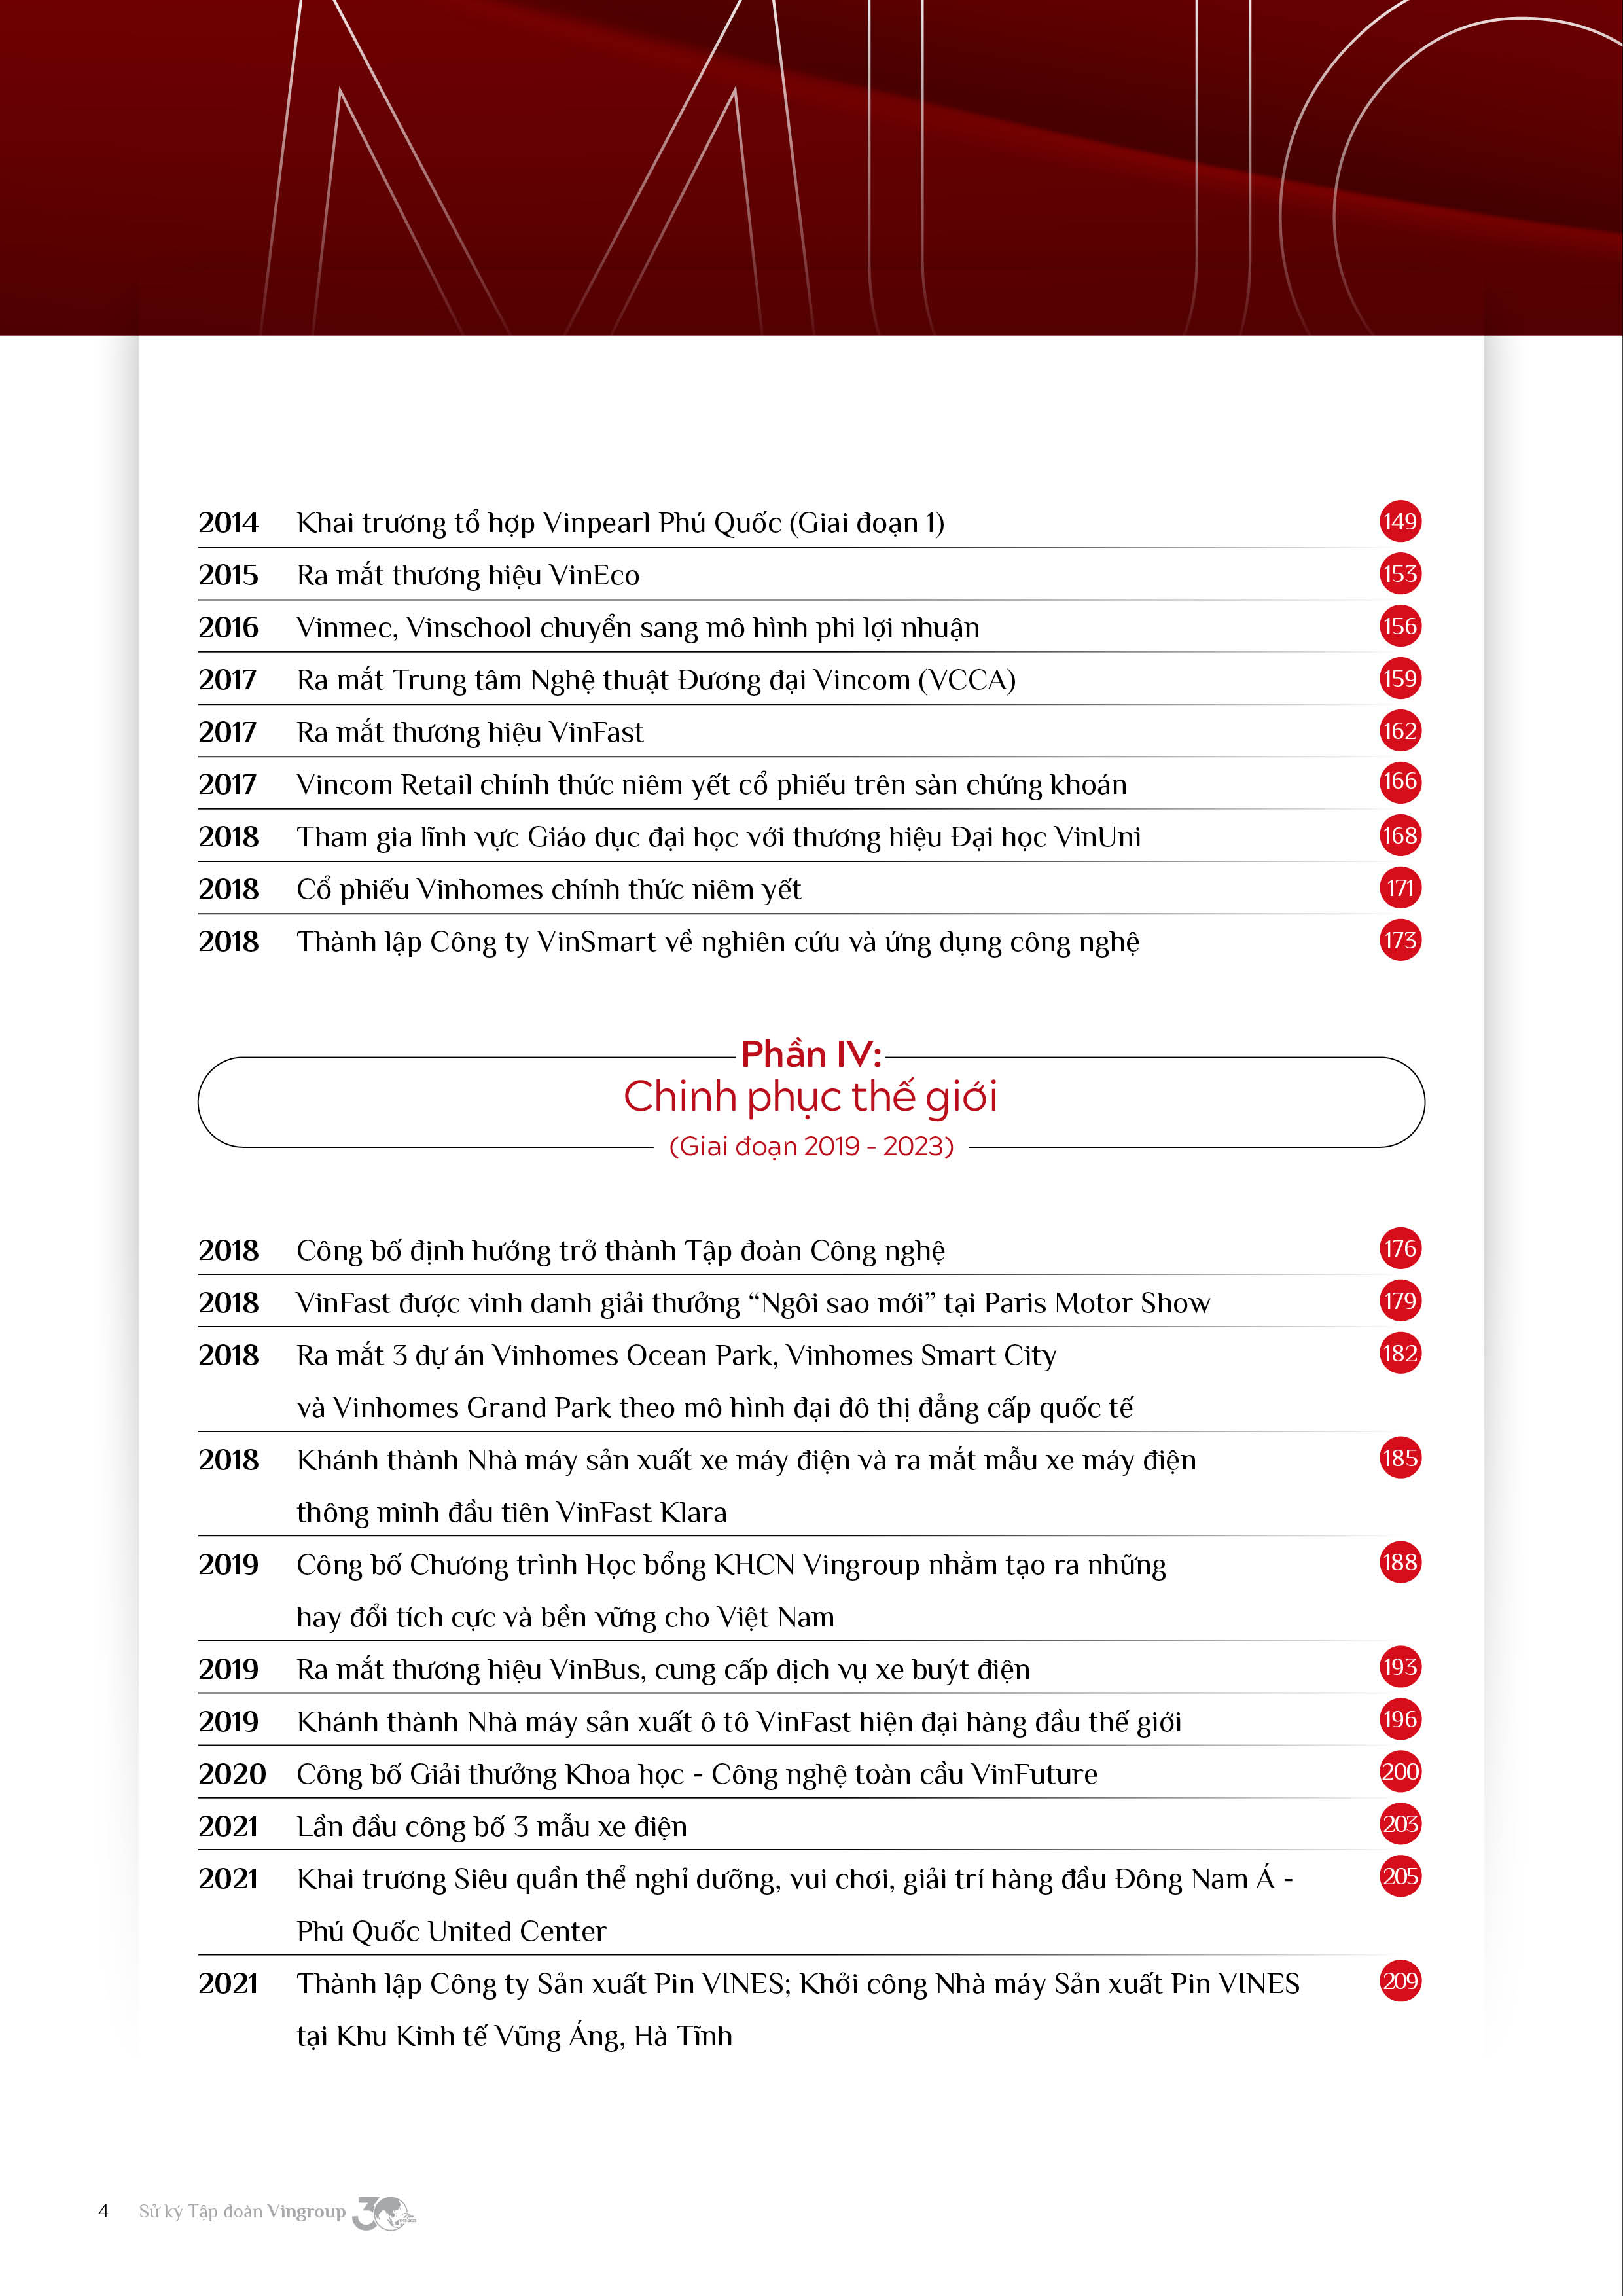 MỤC
2014 Khai trương tổ hợp Vinpearl Phú Quốc (Giai đoạn 1) 149
2015 Ra mắt thương hiệu VinEco 153
2016 Vinmec, Vinschool chuyển sang mô hình phi lợi nhuận 156
2017 Ra mắt Trung tâm Nghệ thuật Đương đại Vincom (VCCA) 159
2017 Ra mắt thương hiệu VinFast 162
2017 Vincom Retail chính thức niêm yết cổ phiếu trên sàn chứng khoán 166
2018 Tham gia lĩnh vực Giáo dục đại học với thương hiệu Đại học VinUni 168
2018 Cổ phiếu Vinhomes chính thức niêm yết 171
2018 Thành lập Công ty VinSmart về nghiên cứu và ứng dụng công nghệ 173
Phần IV:
Chinh phục thế giới
(Giai đoạn 2019 - 2023)
2018 Công bố định hướng trở thành Tập đoàn Công nghệ 176
2018 VinFast được vinh danh giải thưởng “Ngôi sao mới” tại Paris Motor Show 179
2018 Ra mắt 3 dự án Vinhomes Ocean Park, Vinhomes Smart City 182
và Vinhomes Grand Park theo mô hình đại đô thị đẳng cấp quốc tế
2018 Khánh thành Nhà máy sản xuất xe máy điện và ra mắt mẫu xe máy điện 185
thông minh đầu tiên VinFast Klara
2019 Công bố Chương trình Học bổng KHCN Vingroup nhằm tạo ra những 188
hay đổi tích cực và bền vững cho Việt Nam
2019 Ra mắt thương hiệu VinBus, cung cấp dịch vụ xe buýt điện 193
2019 Khánh thành Nhà máy sản xuất ô tô VinFast hiện đại hàng đầu thế giới 196
2020 Công bố Giải thưởng Khoa học - Công nghệ toàn cầu VinFuture 200
2021 Lần đầu công bố 3 mẫu xe điện 203
2021 Khai trương Siêu quần thể nghỉ dưỡng, vui chơi, giải trí hàng đầu Đông Nam Á - 205
Phú Quốc United Center
2021 Thành lập Công ty Sản xuất Pin VINES; Khởi công Nhà máy Sản xuất Pin VINES 209
tại Khu Kinh tế Vũng Áng, Hà Tĩnh
4 Sử ký Tập đoàn Vingroup 30